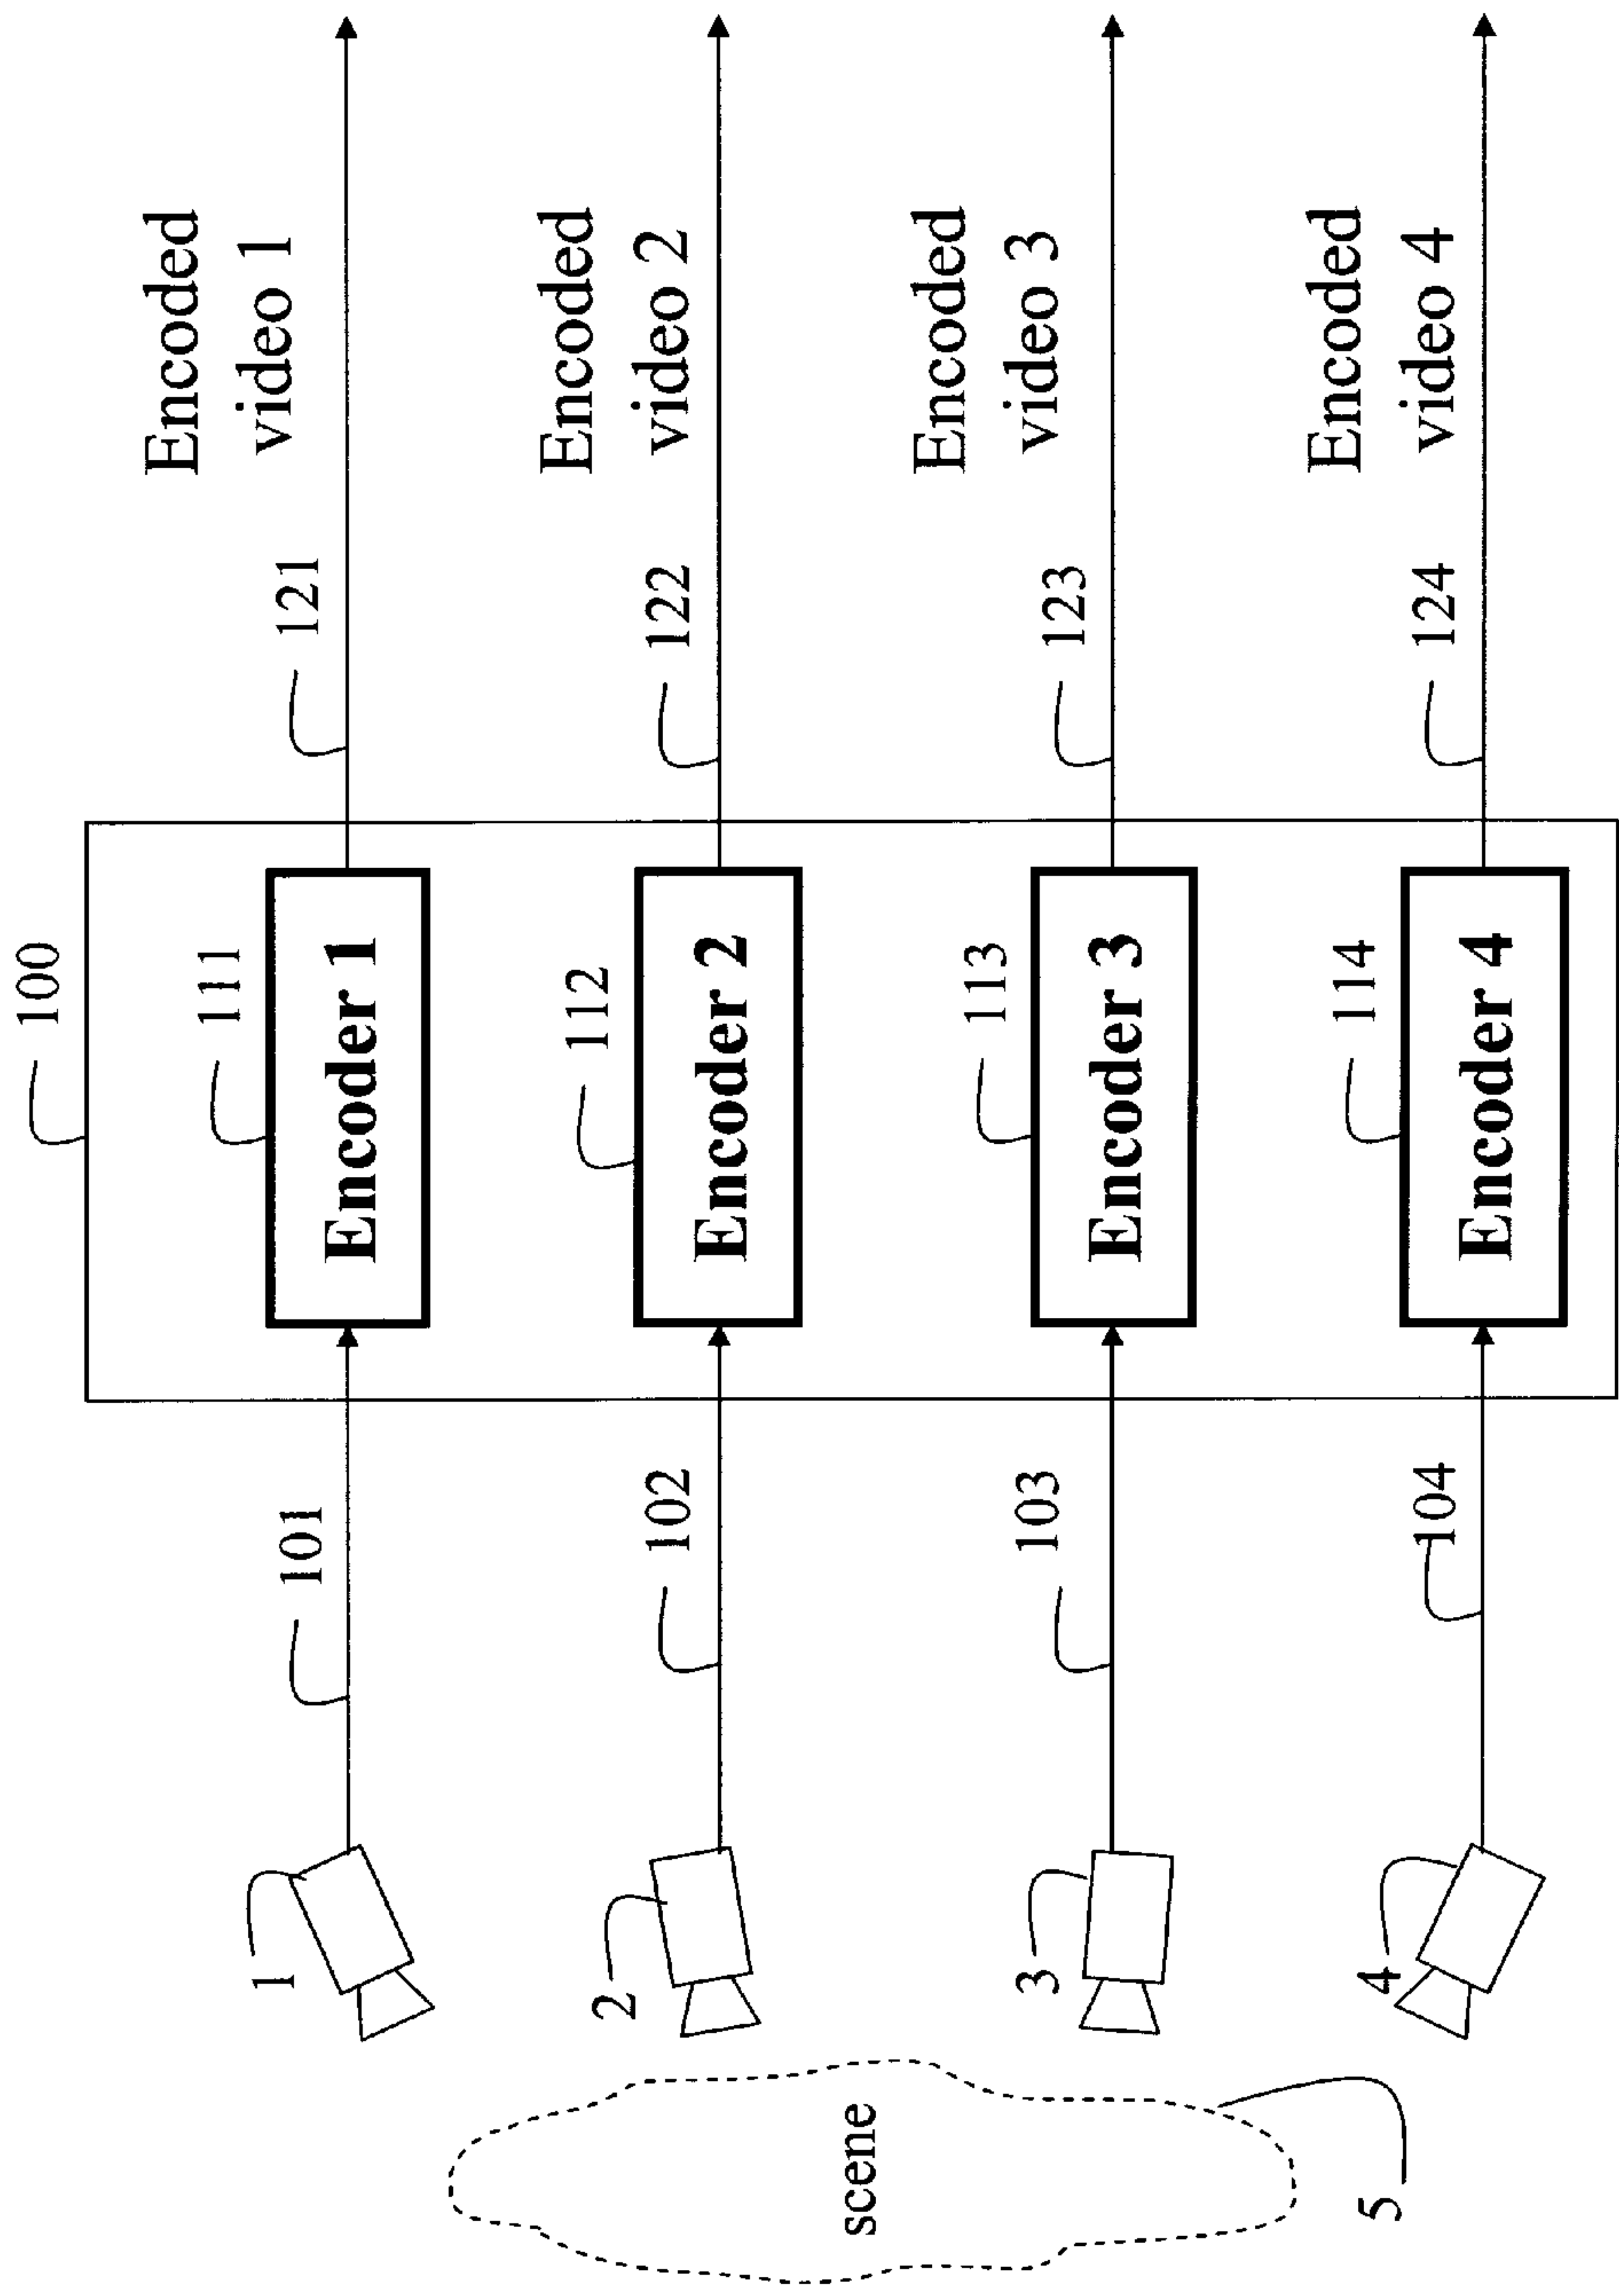 100
1
101
111
Encoder 1
121
Encoded
video 1
2
102
112
Encoder 2
122
Encoded
video 2
scene
3
103
113
Encoder 3
123
Encoded
video 3
5
4
104
114
Encoder 4
124
Encoded
video 4